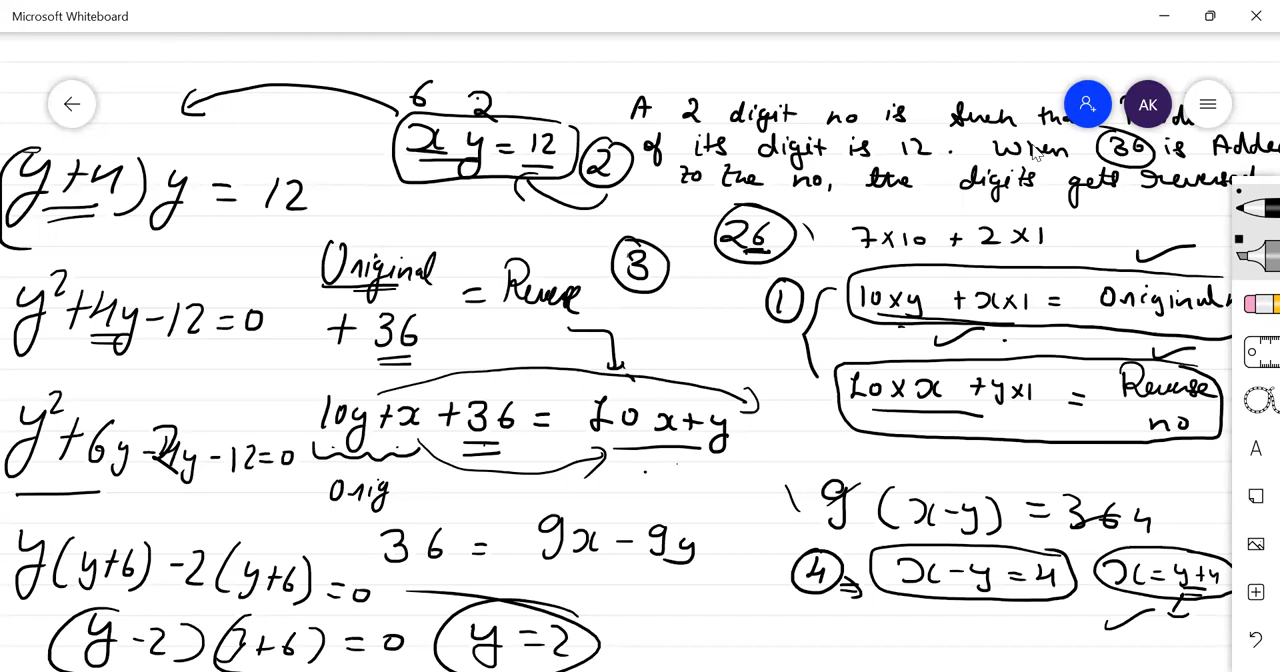 Microsoft Whiteboard
AK
6 2
x y = 12
2
A 2 digit no is such
of its digit is 12 . When 36 is Adde
to the no, the digits gets
(y+4) y = 12
26
7×10 + 2×1
Original
+ 36
= Reverse
3
1
10×y + x×1 = Original
y² + 4y - 12 = 0
10×x + y×1 = Reverse no
y² + 6y - 2y - 12 = 0
10y + x + 36 = 10x + y
orig
9 (x-y) = 36 4
36 = 9x - 9y
4 ⇒ x-y = 4
x = y+4
y(y+6) -2(y+6) = 0
(y-2)(y+6) = 0
y = 2
A